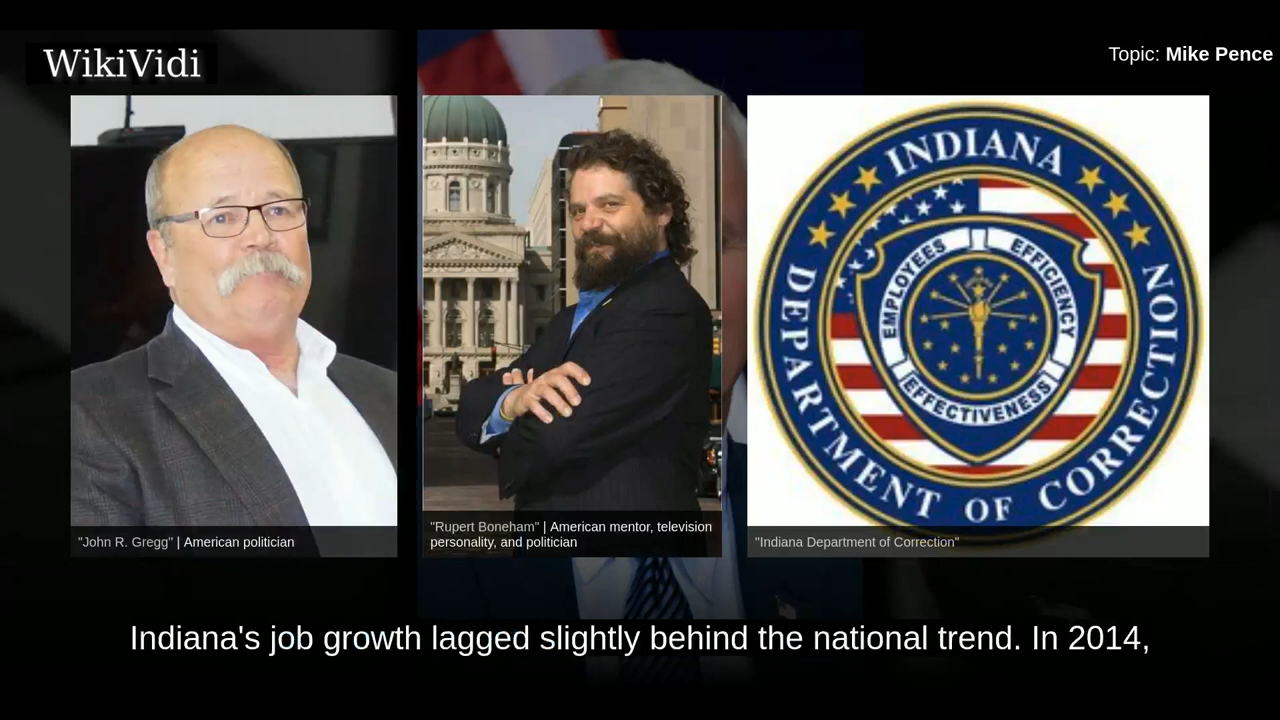 WikiVidi
Topic: Mike Pence
INDIANA
DEPARTMENT OF CORRECTION
EMPLOYEES
EFFICIENCY
EFFECTIVENESS
"John R. Gregg" | American politician
"Rupert Boneham" | American mentor, television
personality, and politician
"Indiana Department of Correction"
Indiana's job growth lagged slightly behind the national trend. In 2014,